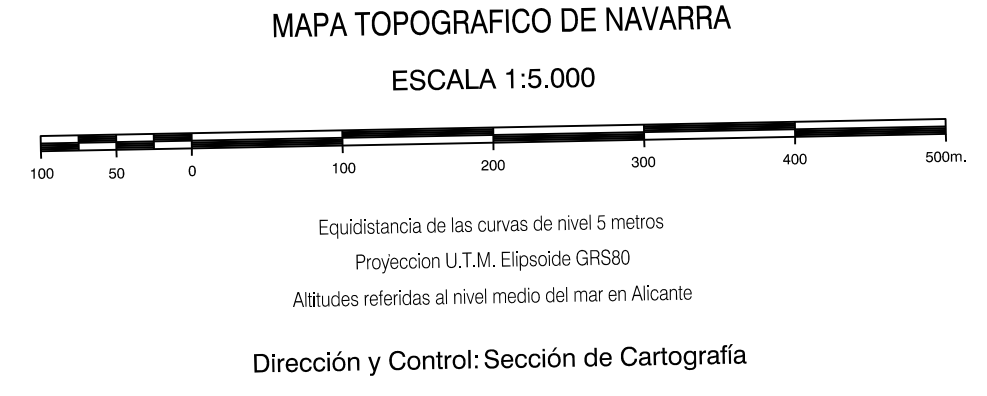 MAPA TOPOGRAFICO DE NAVARRA
ESCALA 1:5.000
100 50 0 100 200 300 400 500m.
Equidistancia de las curvas de nivel 5 metros
Proyeccion U.T.M. Elipsoide GRS80
Altitudes referidas al nivel medio del mar en Alicante
Dirección y Control: Sección de Cartografía